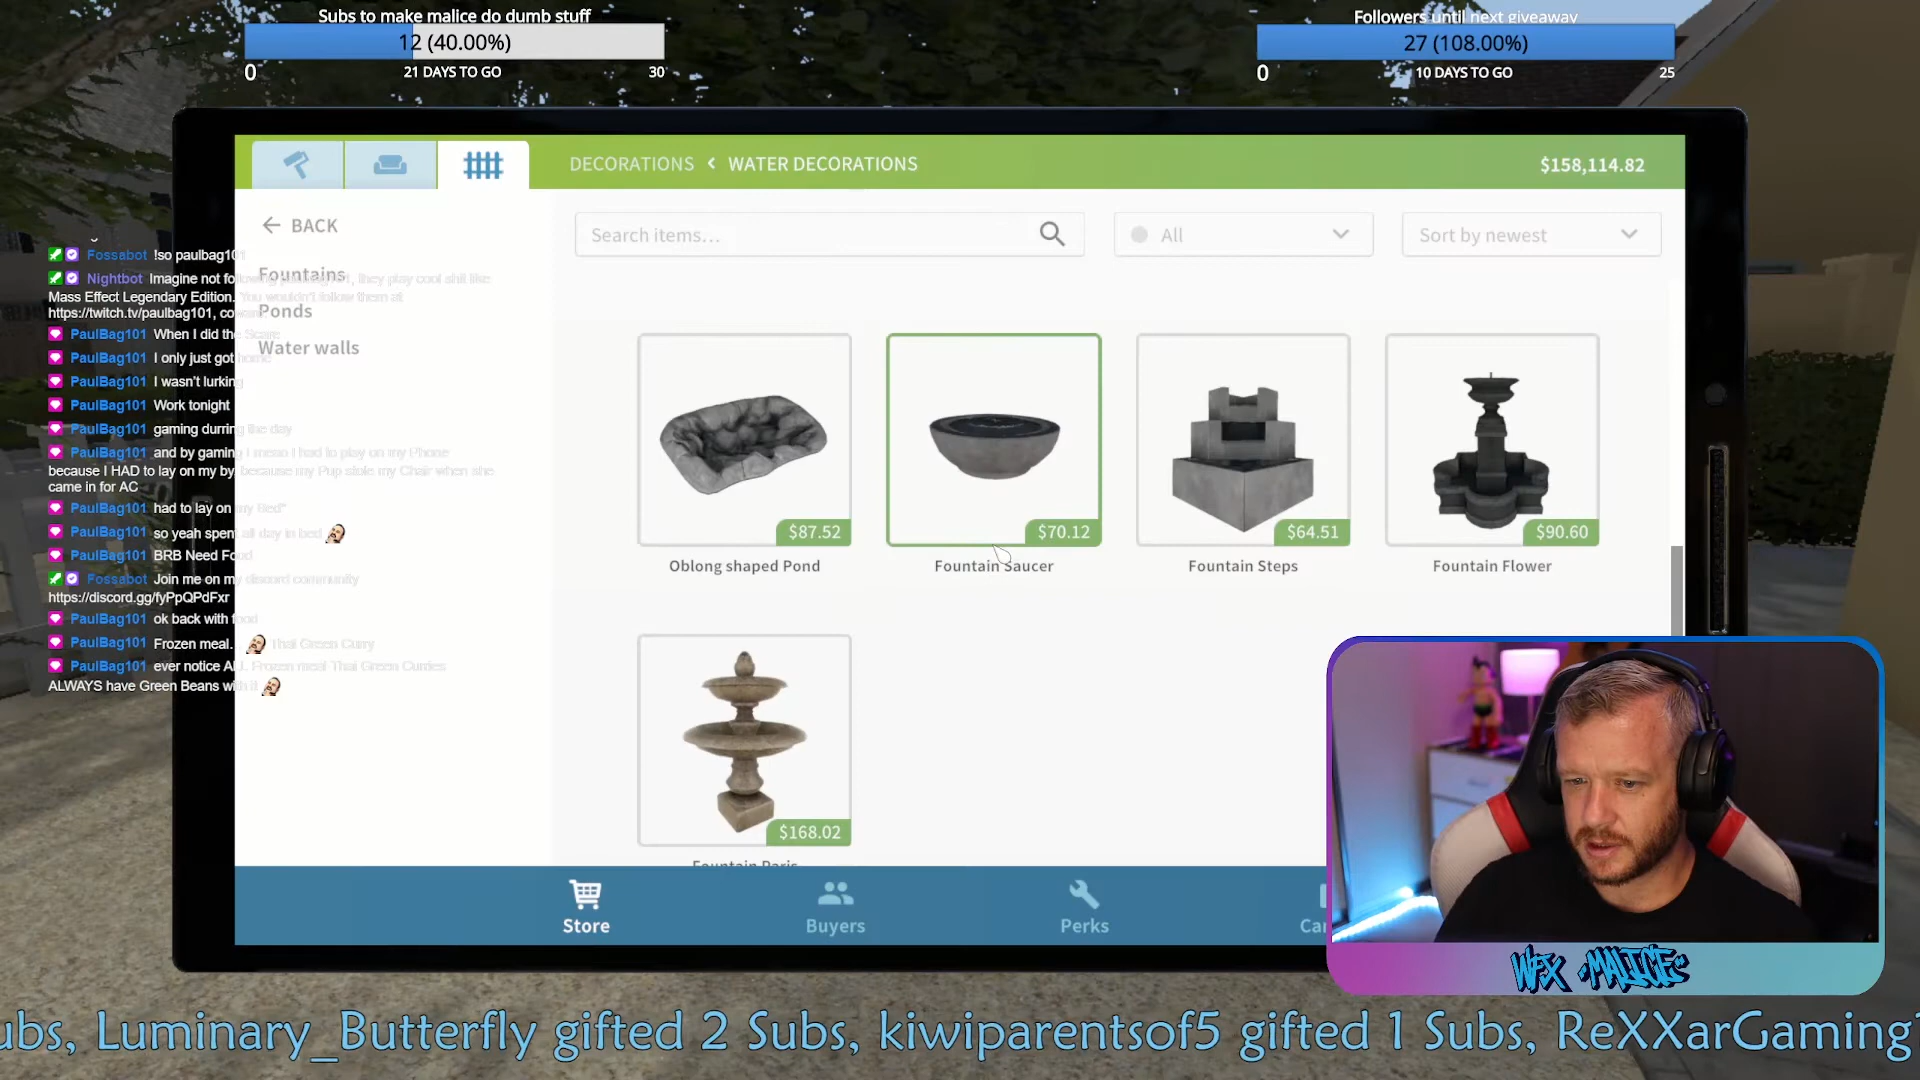 Subs to make malice do dumb stuff
12 (40.00%)
0 21 DAYS TO GO 30
Followers until next giveaway
27 (108.00%)
0 10 DAYS TO GO 25
DECORATIONS < WATER DECORATIONS
$158,114.82
BACK
Search items...
All
Sort by newest
Fountains
Ponds
Water walls
Fossabot !so paulbag101
Nightbot Imagine not following paulbag101, they play cool shit like
Mass Effect Legendary Edition. You wouldn't follow them at
https://twitch.tv/paulbag101, coward
PaulBag101 When I did the Scare
PaulBag101 I only just got home
PaulBag101 I wasn't lurking
PaulBag101 Work tonight
PaulBag101 gaming durring the day
PaulBag101 and by gaming I mean I had to play on my Phone
because I HAD to lay on my by, because my Pup stole my Chair when she
came in for AC
PaulBag101 had to lay on my Bed"
PaulBag101 so yeah spent all day in bed
PaulBag101 BRB Need Food
Fossabot Join me on my discord community
https://discord.gg/fyPpQPdFxr
PaulBag101 ok back with food
PaulBag101 Frozen meal. Thai Green Curry
PaulBag101 ever notice ALL Frozen meal Thai Green Curries
ALWAYS have Green Beans with it
$87.52
Oblong shaped Pond
$70.12
Fountain Saucer
$64.51
Fountain Steps
$90.60
Fountain Flower
$168.02
Fountain Paris
Store
Buyers
Perks
WFX MALICE
ubs, Luminary_Butterfly gifted 2 Subs, kiwiparentsof5 gifted 1 Subs, ReXXarGaming